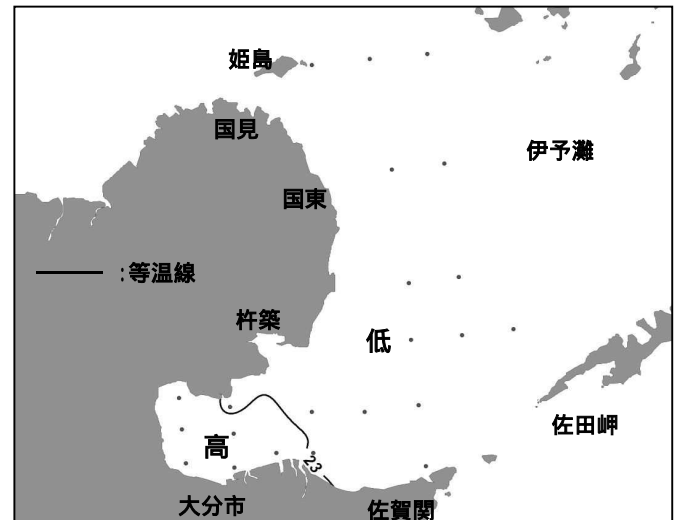 姫島
国見
伊予灘
国東
:等温線
杵築
低
佐田岬
高
23
大分市
佐賀関